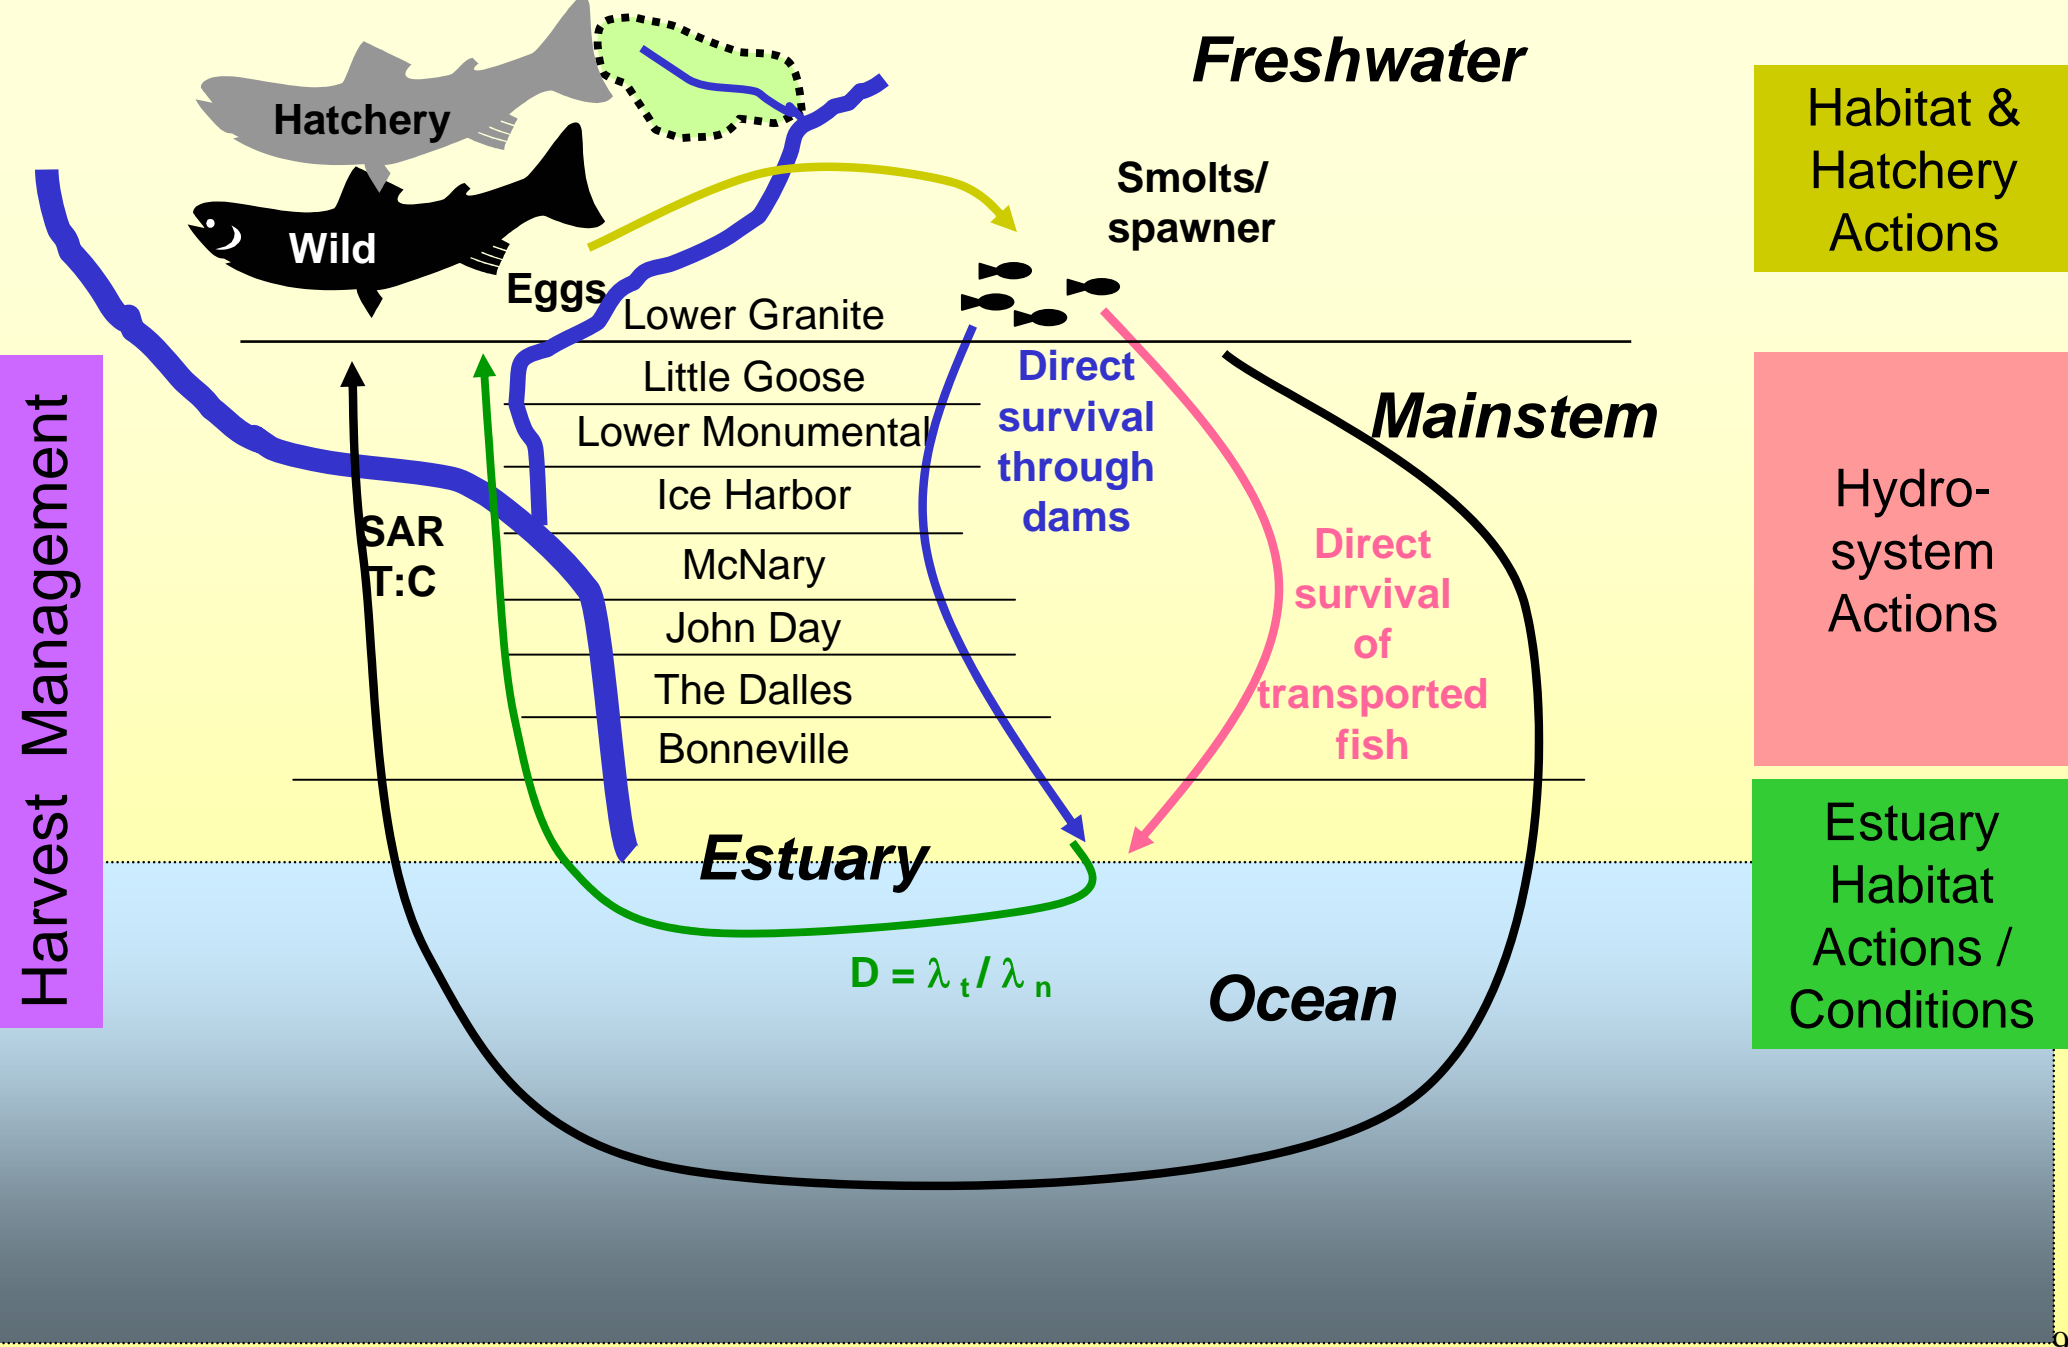 Freshwater
Habitat &
Hatchery
Actions
Hatchery
Wild
Eggs
Smolts/
spawner
Lower Granite
Little Goose
Lower Monumental
Ice Harbor
McNary
John Day
The Dalles
Bonneville
Direct
survival
through
dams
Mainstem
Direct
survival
of
transported
fish
Hydro-
system
Actions
SAR
T:C
Harvest Management
Estuary
Estuary
Habitat
Actions /
Conditions
D = λ t / λ n
Ocean
9